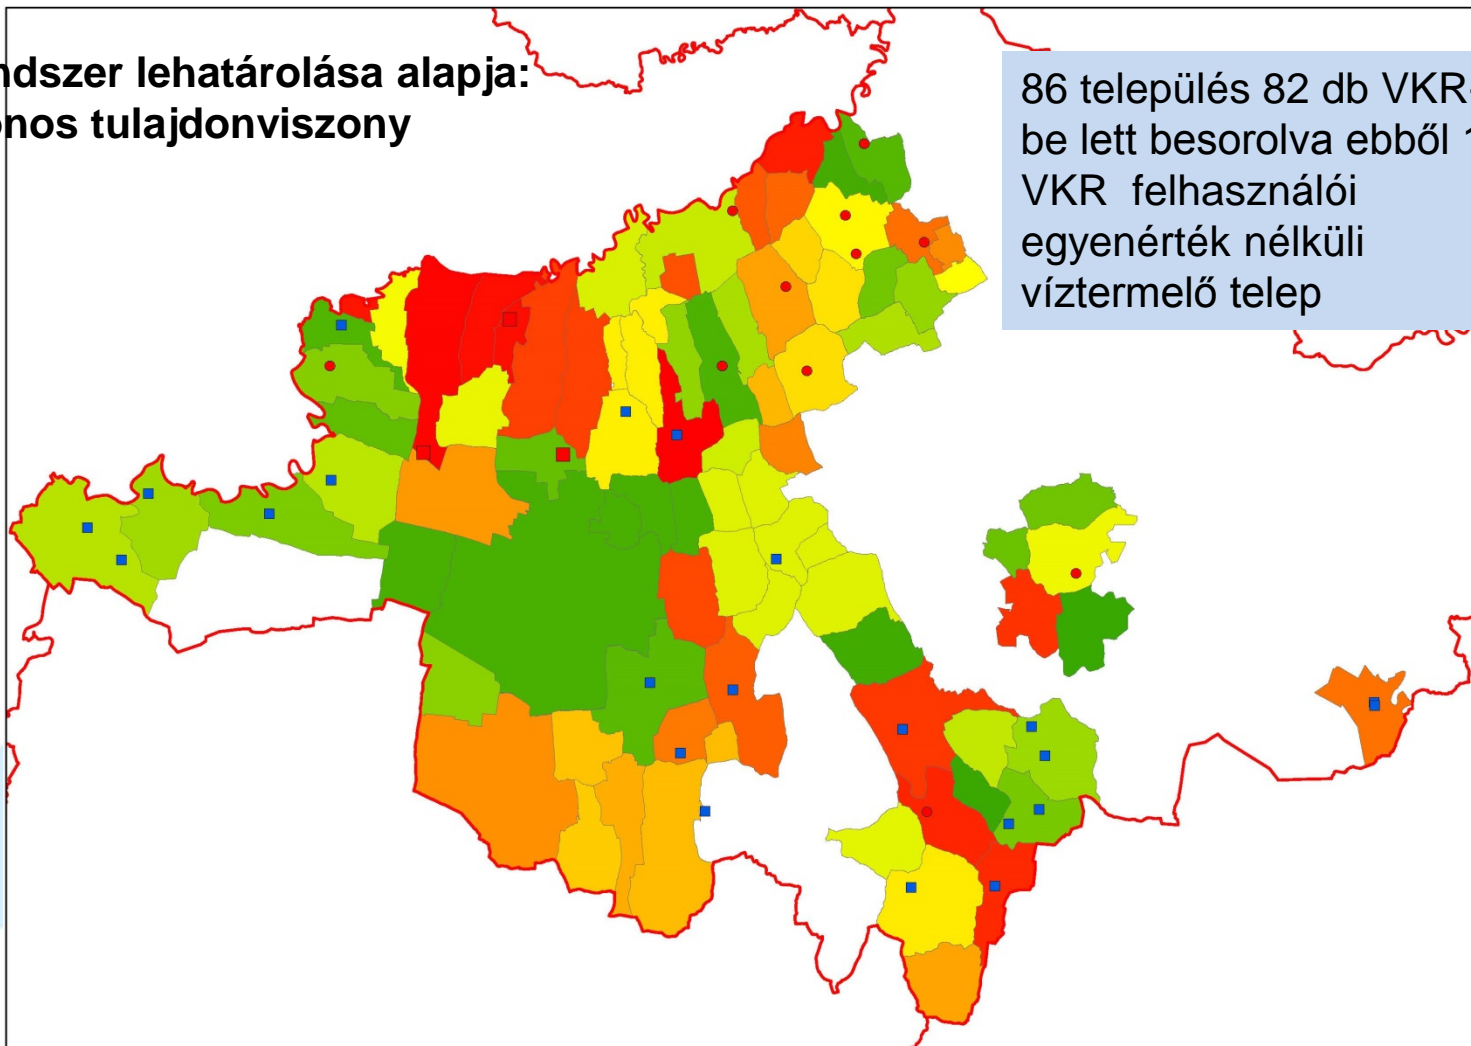 ndszer lehatárolása alapja:
onos tulajdonviszony
86 település 82 db VKR-
be lett besorolva ebből 1
VKR felhasználói
egyenérték nélküli
víztermelő telep